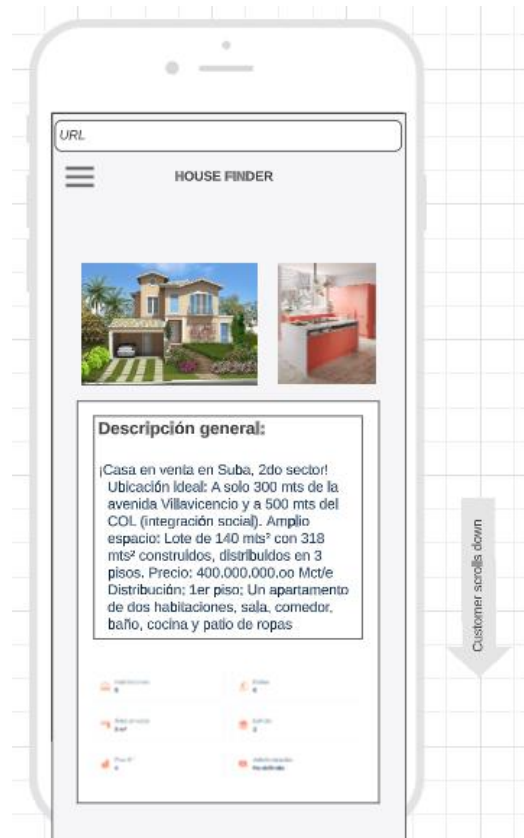 URL
HOUSE FINDER
Descripción general:
¡Casa en venta en Suba, 2do sector!
Ubicación ideal: A solo 300 mts de la
avenida Villavicencio y a 500 mts del
COL (integración social). Amplio
espacio: Lote de 140 mts² con 318
mts² construidos, distribuidos en 3
pisos. Precio: 400.000.000.oo Mct/e
Distribución: 1er piso: Un apartamento
de dos habitaciones, sala, comedor,
baño, cocina y patio de ropas
Customer scrolls down